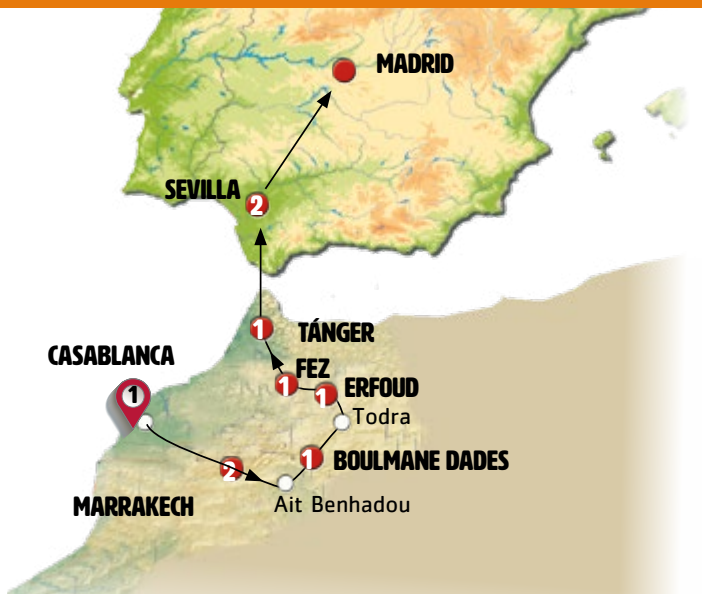 MADRID
SEVILLA
2
1
TÁNGER
CASABLANCA
FEZ
1
1
1
ERFOUD
Todra
1
BOULMANE DADES
2
MARRAKECH
Ait Benhadou